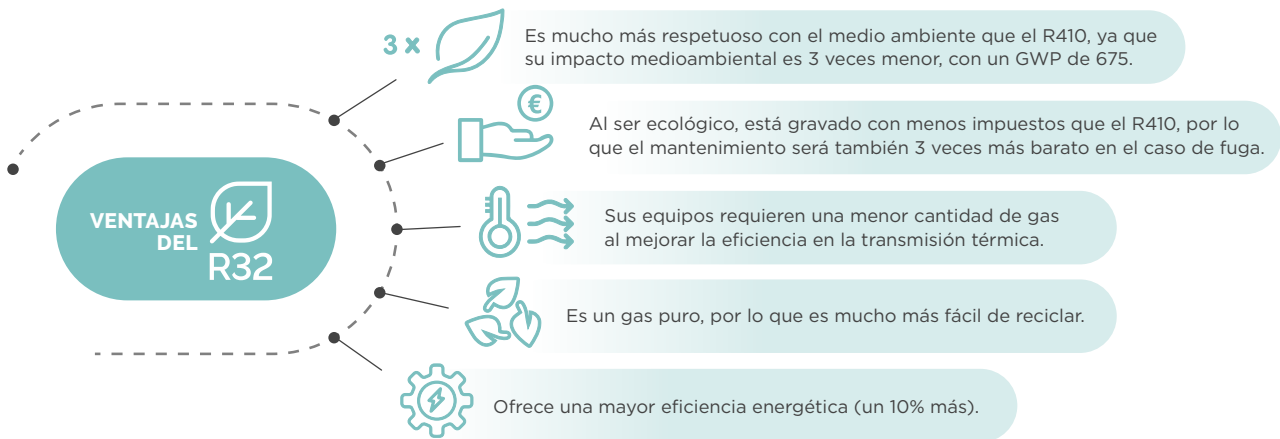 3 x
Es mucho más respetuoso con el medio ambiente que el R410, ya que
su impacto medioambiental es 3 veces menor, con un GWP de 675.
€
Al ser ecológico, está gravado con menos impuestos que el R410, por lo
que el mantenimiento será también 3 veces más barato en el caso de fuga.
VENTAJAS
DEL
R32
Sus equipos requieren una menor cantidad de gas
al mejorar la eficiencia en la transmisión térmica.
Es un gas puro, por lo que es mucho más fácil de reciclar.
Ofrece una mayor eficiencia energética (un 10% más).